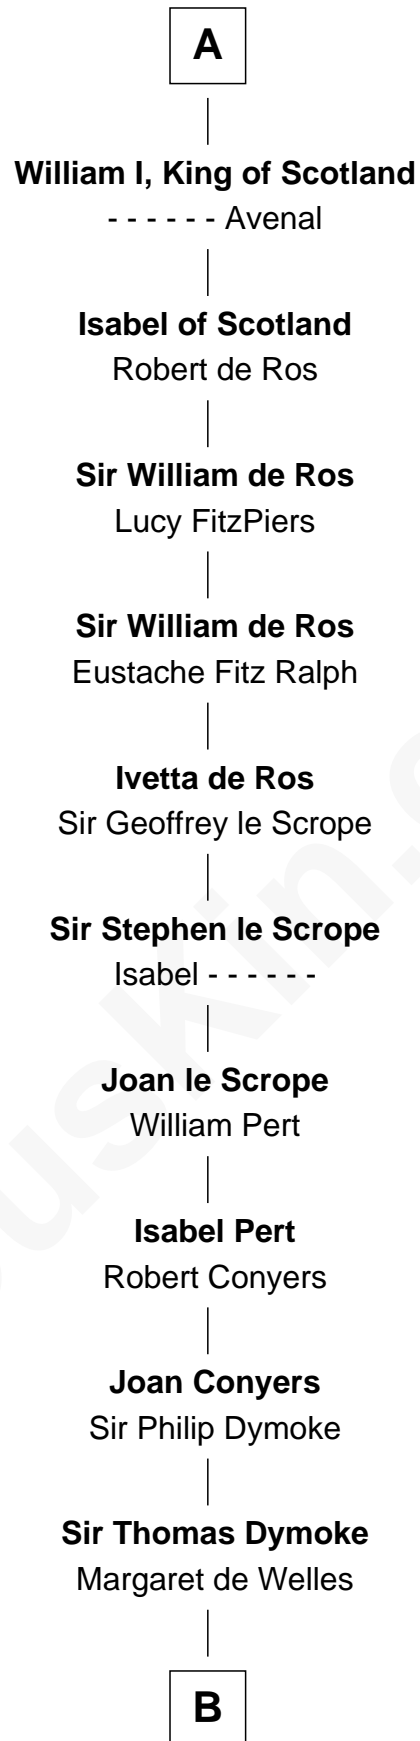 A
William I, King of Scotland
- - - - - - Avenal
Isabel of Scotland
Robert de Ros
Sir William de Ros
Lucy FitzPiers
Sir William de Ros
Eustache Fitz Ralph
Ivetta de Ros
Sir Geoffrey le Scrope
Sir Stephen le Scrope
Isabel - - - - - -
Joan le Scrope
William Pert
Isabel Pert
Robert Conyers
Joan Conyers
Sir Philip Dymoke
Sir Thomas Dymoke
Margaret de Welles
B